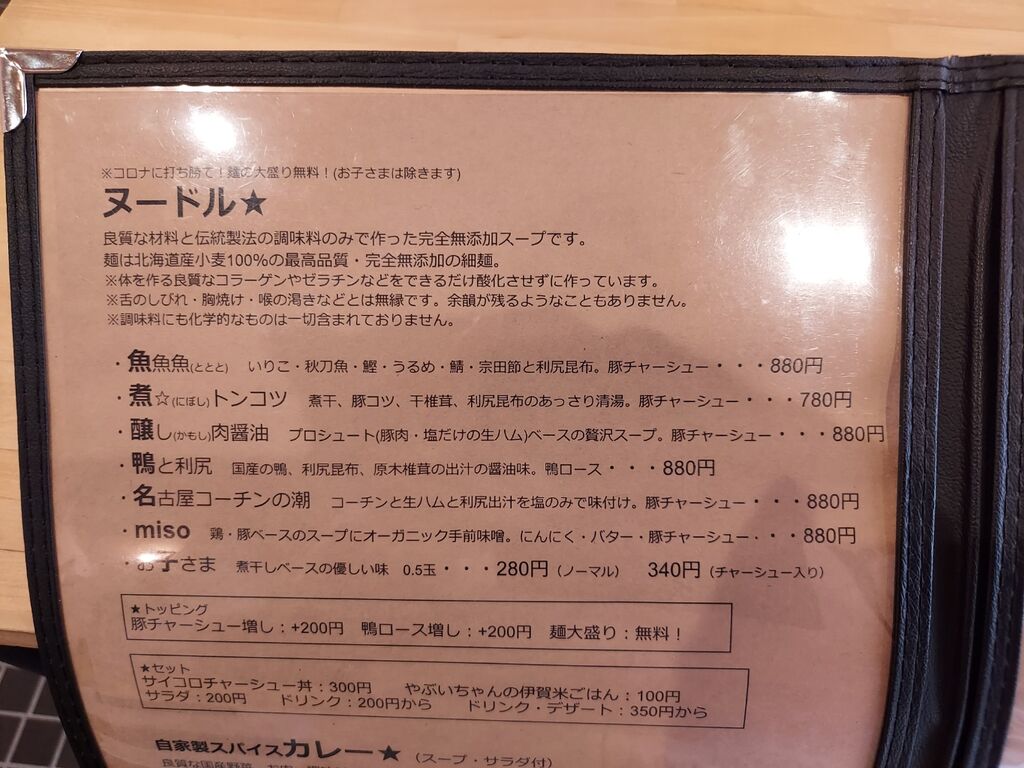 ※コロナに打ち勝て！麺の大盛り無料！(お子さまは除きます)
ヌードル★
良質な材料と伝統製法の調味料のみで作った完全無添加スープです。
麺は北海道産小麦100%の最高品質・完全無添加の細麺。
※体を作る良質なコラーゲンやゼラチンなどをできるだけ酸化させずに作っています。
※舌のしびれ・胸焼け・喉の渇きなどとは無縁です。余韻が残るようなこともありません。
※調味料にも化学的なものは一切含まれておりません。
・魚魚魚(ととと) いりこ・秋刀魚・鰹・うるめ・鯖・宗田節と利尻昆布。豚チャーシュー・・・880円
・煮☆(にぼし)トンコツ 煮干、豚コツ、干椎茸、利尻昆布のあっさり清湯。豚チャーシュー・・・780円
・醸し(かもし)肉醤油 プロシュート(豚肉・塩だけの生ハム)ベースの贅沢スープ。豚チャーシュー・・・880円
・鴨と利尻 国産の鴨、利尻昆布、原木椎茸の出汁の醤油味。鴨ロース・・・880円
・名古屋コーチンの潮 コーチンと生ハムと利尻出汁を塩のみで味付け。豚チャーシュー・・・880円
・miso 鶏・豚ベースのスープにオーガニック手前味噌。にんにく・バター・豚チャーシュー・・・880円
・お子さま 煮干しベースの優しい味 0.5玉・・・280円（ノーマル） 340円（チャーシュー入り）
★トッピング
豚チャーシュー増し：+200円 鴨ロース増し：+200円 麺大盛り：無料！
★セット
サイコロチャーシュー丼：300円 やぶいちゃんの伊賀米ごはん：100円
サラダ：200円 ドリンク：200円から ドリンク・デザート：350円から
自家製スパイスカレー★（スープ・サラダ付）
良質な国産野菜、お肉、